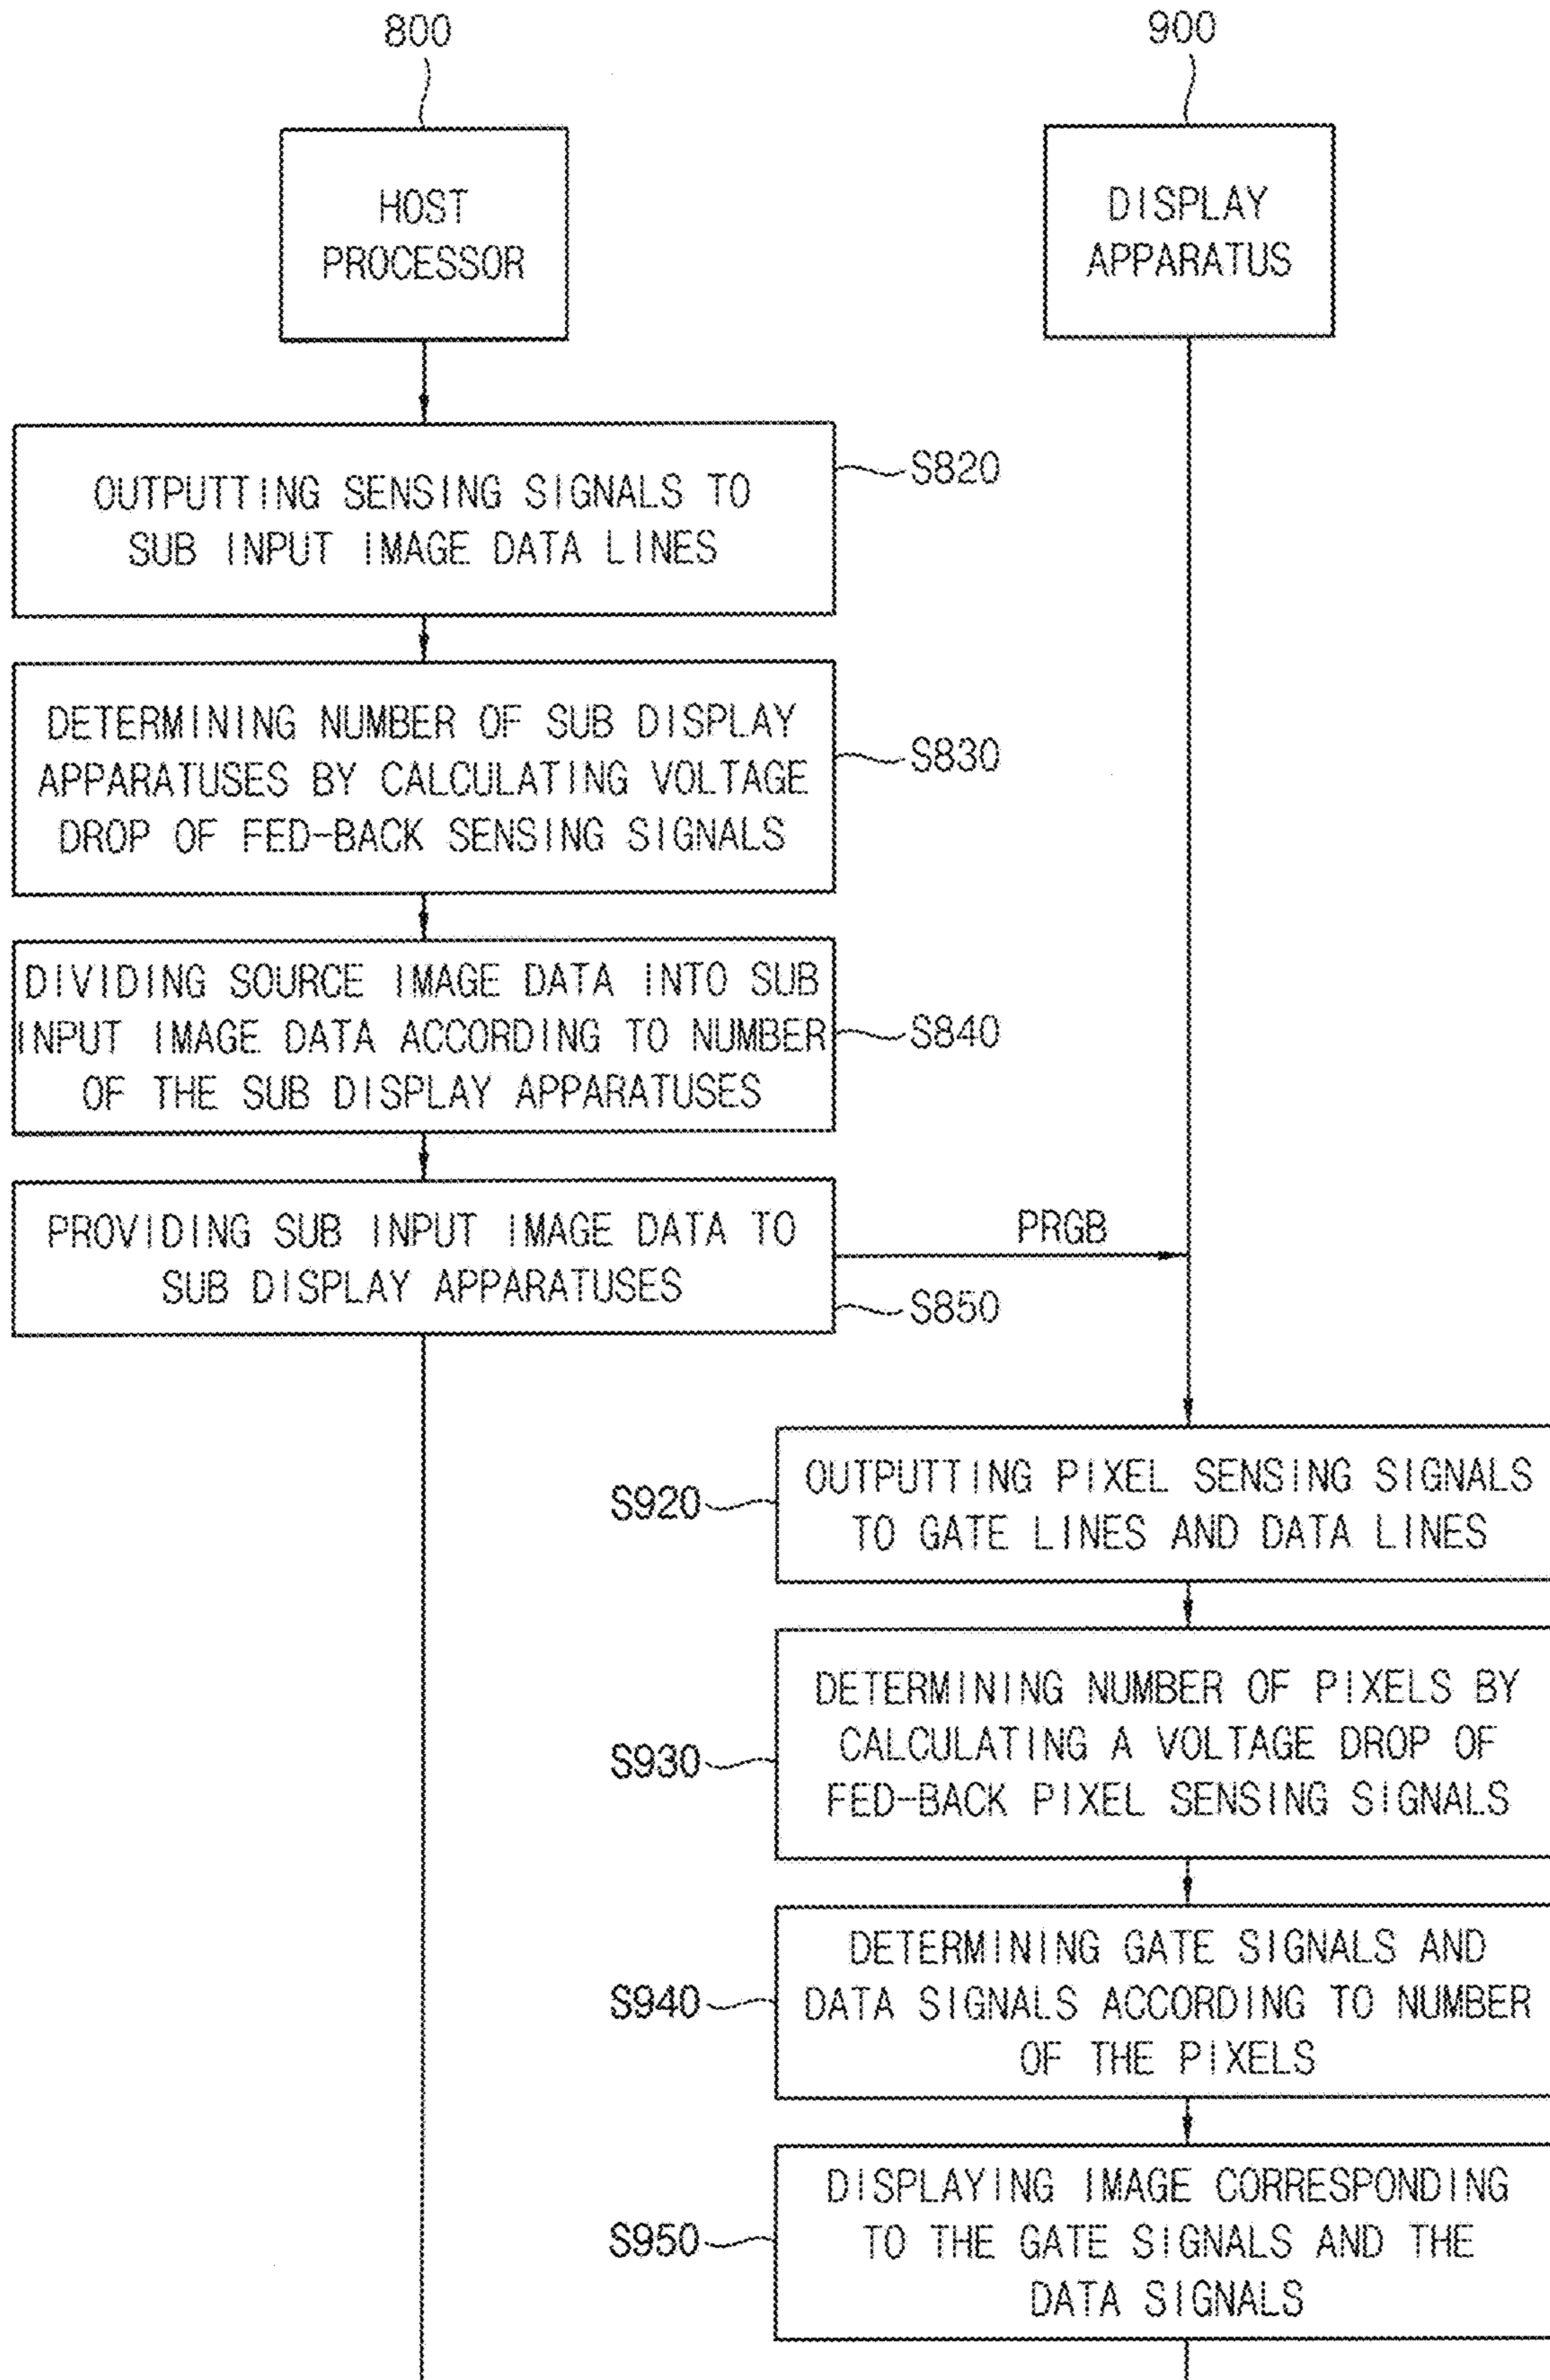 800
900
HOST
PROCESSOR
DISPLAY
APPARATUS
OUTPUTTING SENSING SIGNALS TO
SUB INPUT IMAGE DATA LINES
S820
DETERMINING NUMBER OF SUB DISPLAY
APPARATUSES BY CALCULATING VOLTAGE
DROP OF FED-BACK SENSING SIGNALS
S830
DIVIDING SOURCE IMAGE DATA INTO SUB
INPUT IMAGE DATA ACCORDING TO NUMBER
OF THE SUB DISPLAY APPARATUSES
S840
PROVIDING SUB INPUT IMAGE DATA TO
SUB DISPLAY APPARATUSES
PRGB
S850
S920
OUTPUTTING PIXEL SENSING SIGNALS
TO GATE LINES AND DATA LINES
S930
DETERMINING NUMBER OF PIXELS BY
CALCULATING A VOLTAGE DROP OF
FED-BACK PIXEL SENSING SIGNALS
S940
DETERMINING GATE SIGNALS AND
DATA SIGNALS ACCORDING TO NUMBER
OF THE PIXELS
S950
DISPLAYING IMAGE CORRESPONDING
TO THE GATE SIGNALS AND THE
DATA SIGNALS